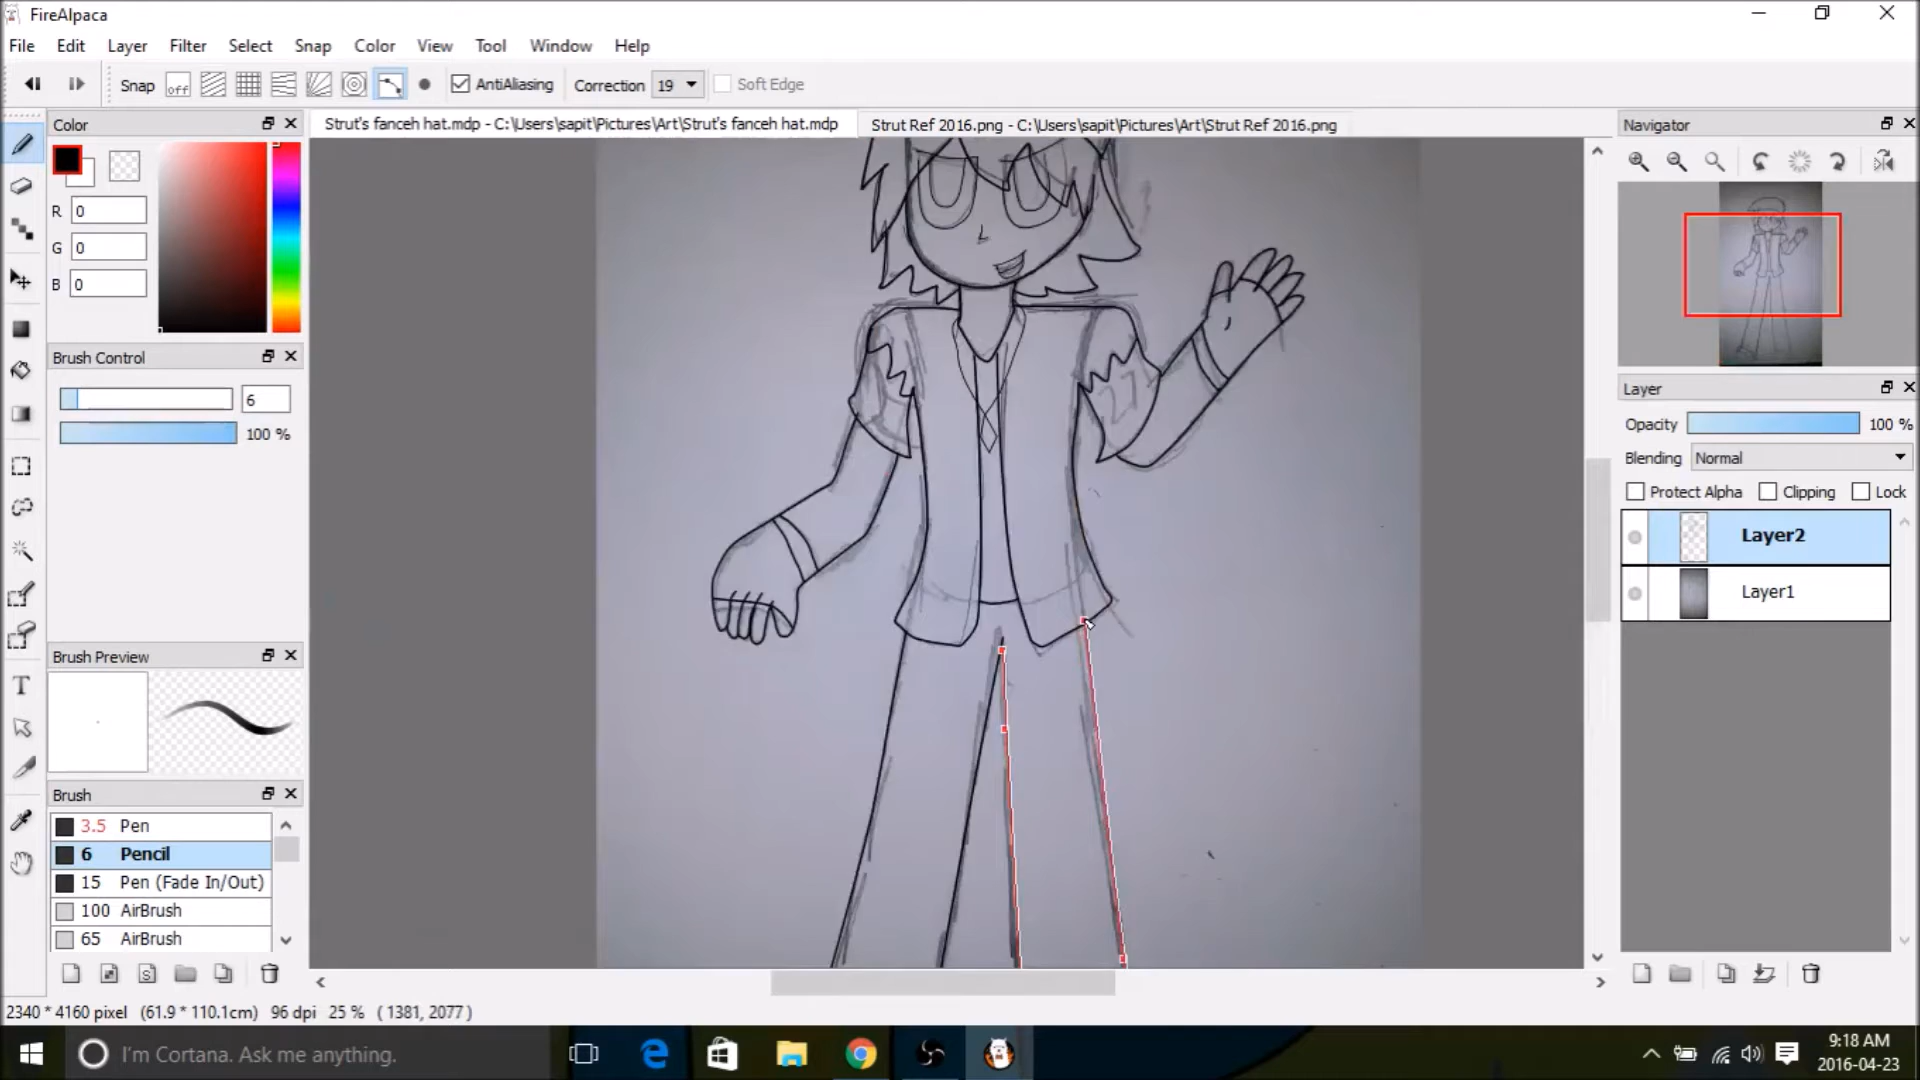 FireAlpaca
File Edit Layer Filter Select Snap Color View Tool Window Help
Snap off AntiAliasing Correction 19 Soft Edge
Color
Strut's fanceh hat.mdp - C:\Users\sapit\Pictures\Art\Strut's fanceh hat.mdp
Strut Ref 2016.png - C:\Users\sapit\Pictures\Art\Strut Ref 2016.png
Navigator
R 0
G 0
B 0
Brush Control
6
100 %
Brush Preview
Brush
3.5 Pen
6 Pencil
15 Pen (Fade In/Out)
100 AirBrush
65 AirBrush
27
Layer
Opacity 100 %
Blending Normal
Protect Alpha Clipping Lock
Layer2
Layer1
T
S
2340 * 4160 pixel (61.9 * 110.1cm) 96 dpi 25 % ( 1381, 2077 )
I'm Cortana. Ask me anything.
9:18 AM
2016-04-23